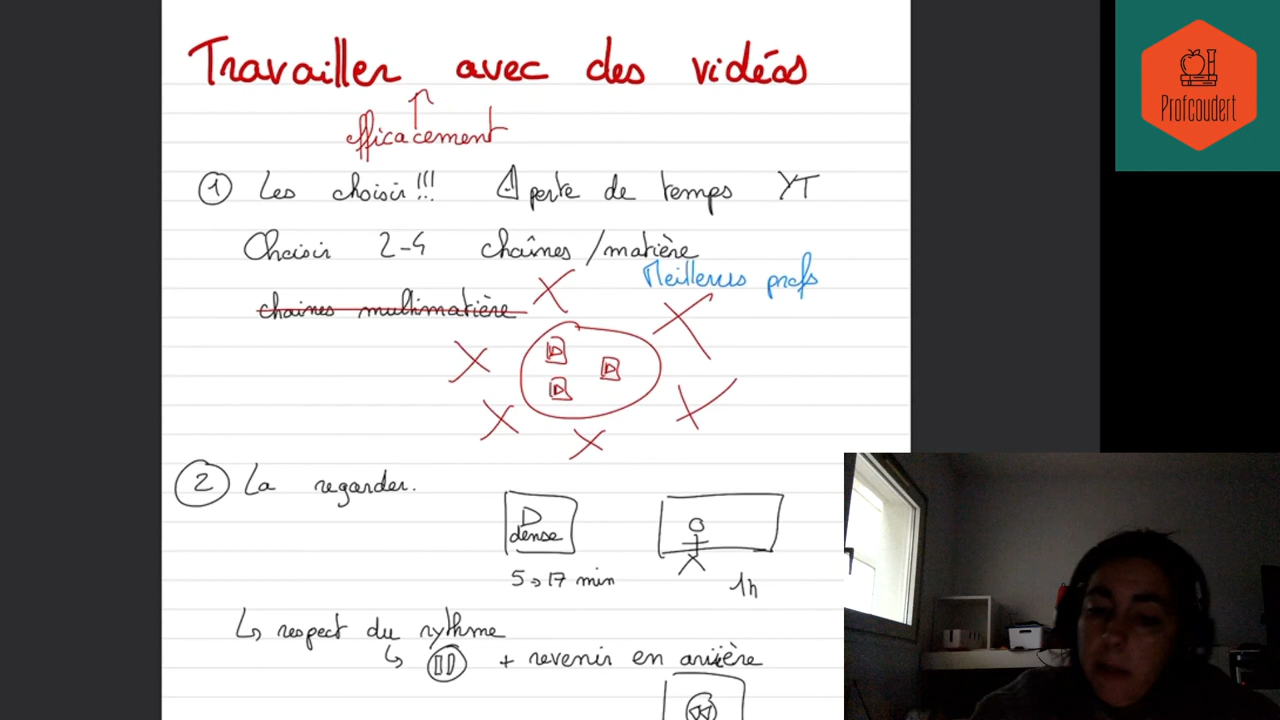 Travailler avec des vidéos
efficacement
① Les choisir!!! ⚠ perte de temps YT
Choisir 2-4 chaînes /matière
Meilleurs profs
chaines multimatière
② La regarder.
dense
5→17 min 1h
↳ respect du rythme
↳ + revenir en arrière
Profcoudert